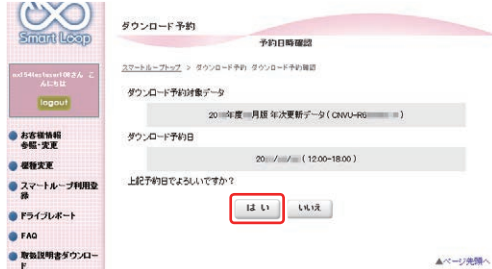 Smart Loop
さん こ
んにちは
logout
お客様情報
参照・変更
機種変更
スマートループ利用登
録
ドライブレポート
FAQ
取扱説明書ダウンロー
ド
ダウンロード予約
予約日時確認
スマートループトップ > ダウンロード予約 ダウンロード予約確認
ダウンロード予約対象データ
20 年度 月版 年次更新データ ( CNVU-R6 )
ダウンロード予約日
20 / / ( 12:00-18:00 )
上記予約日でよろしいですか?
はい
いいえ
▲ページ先頭へ